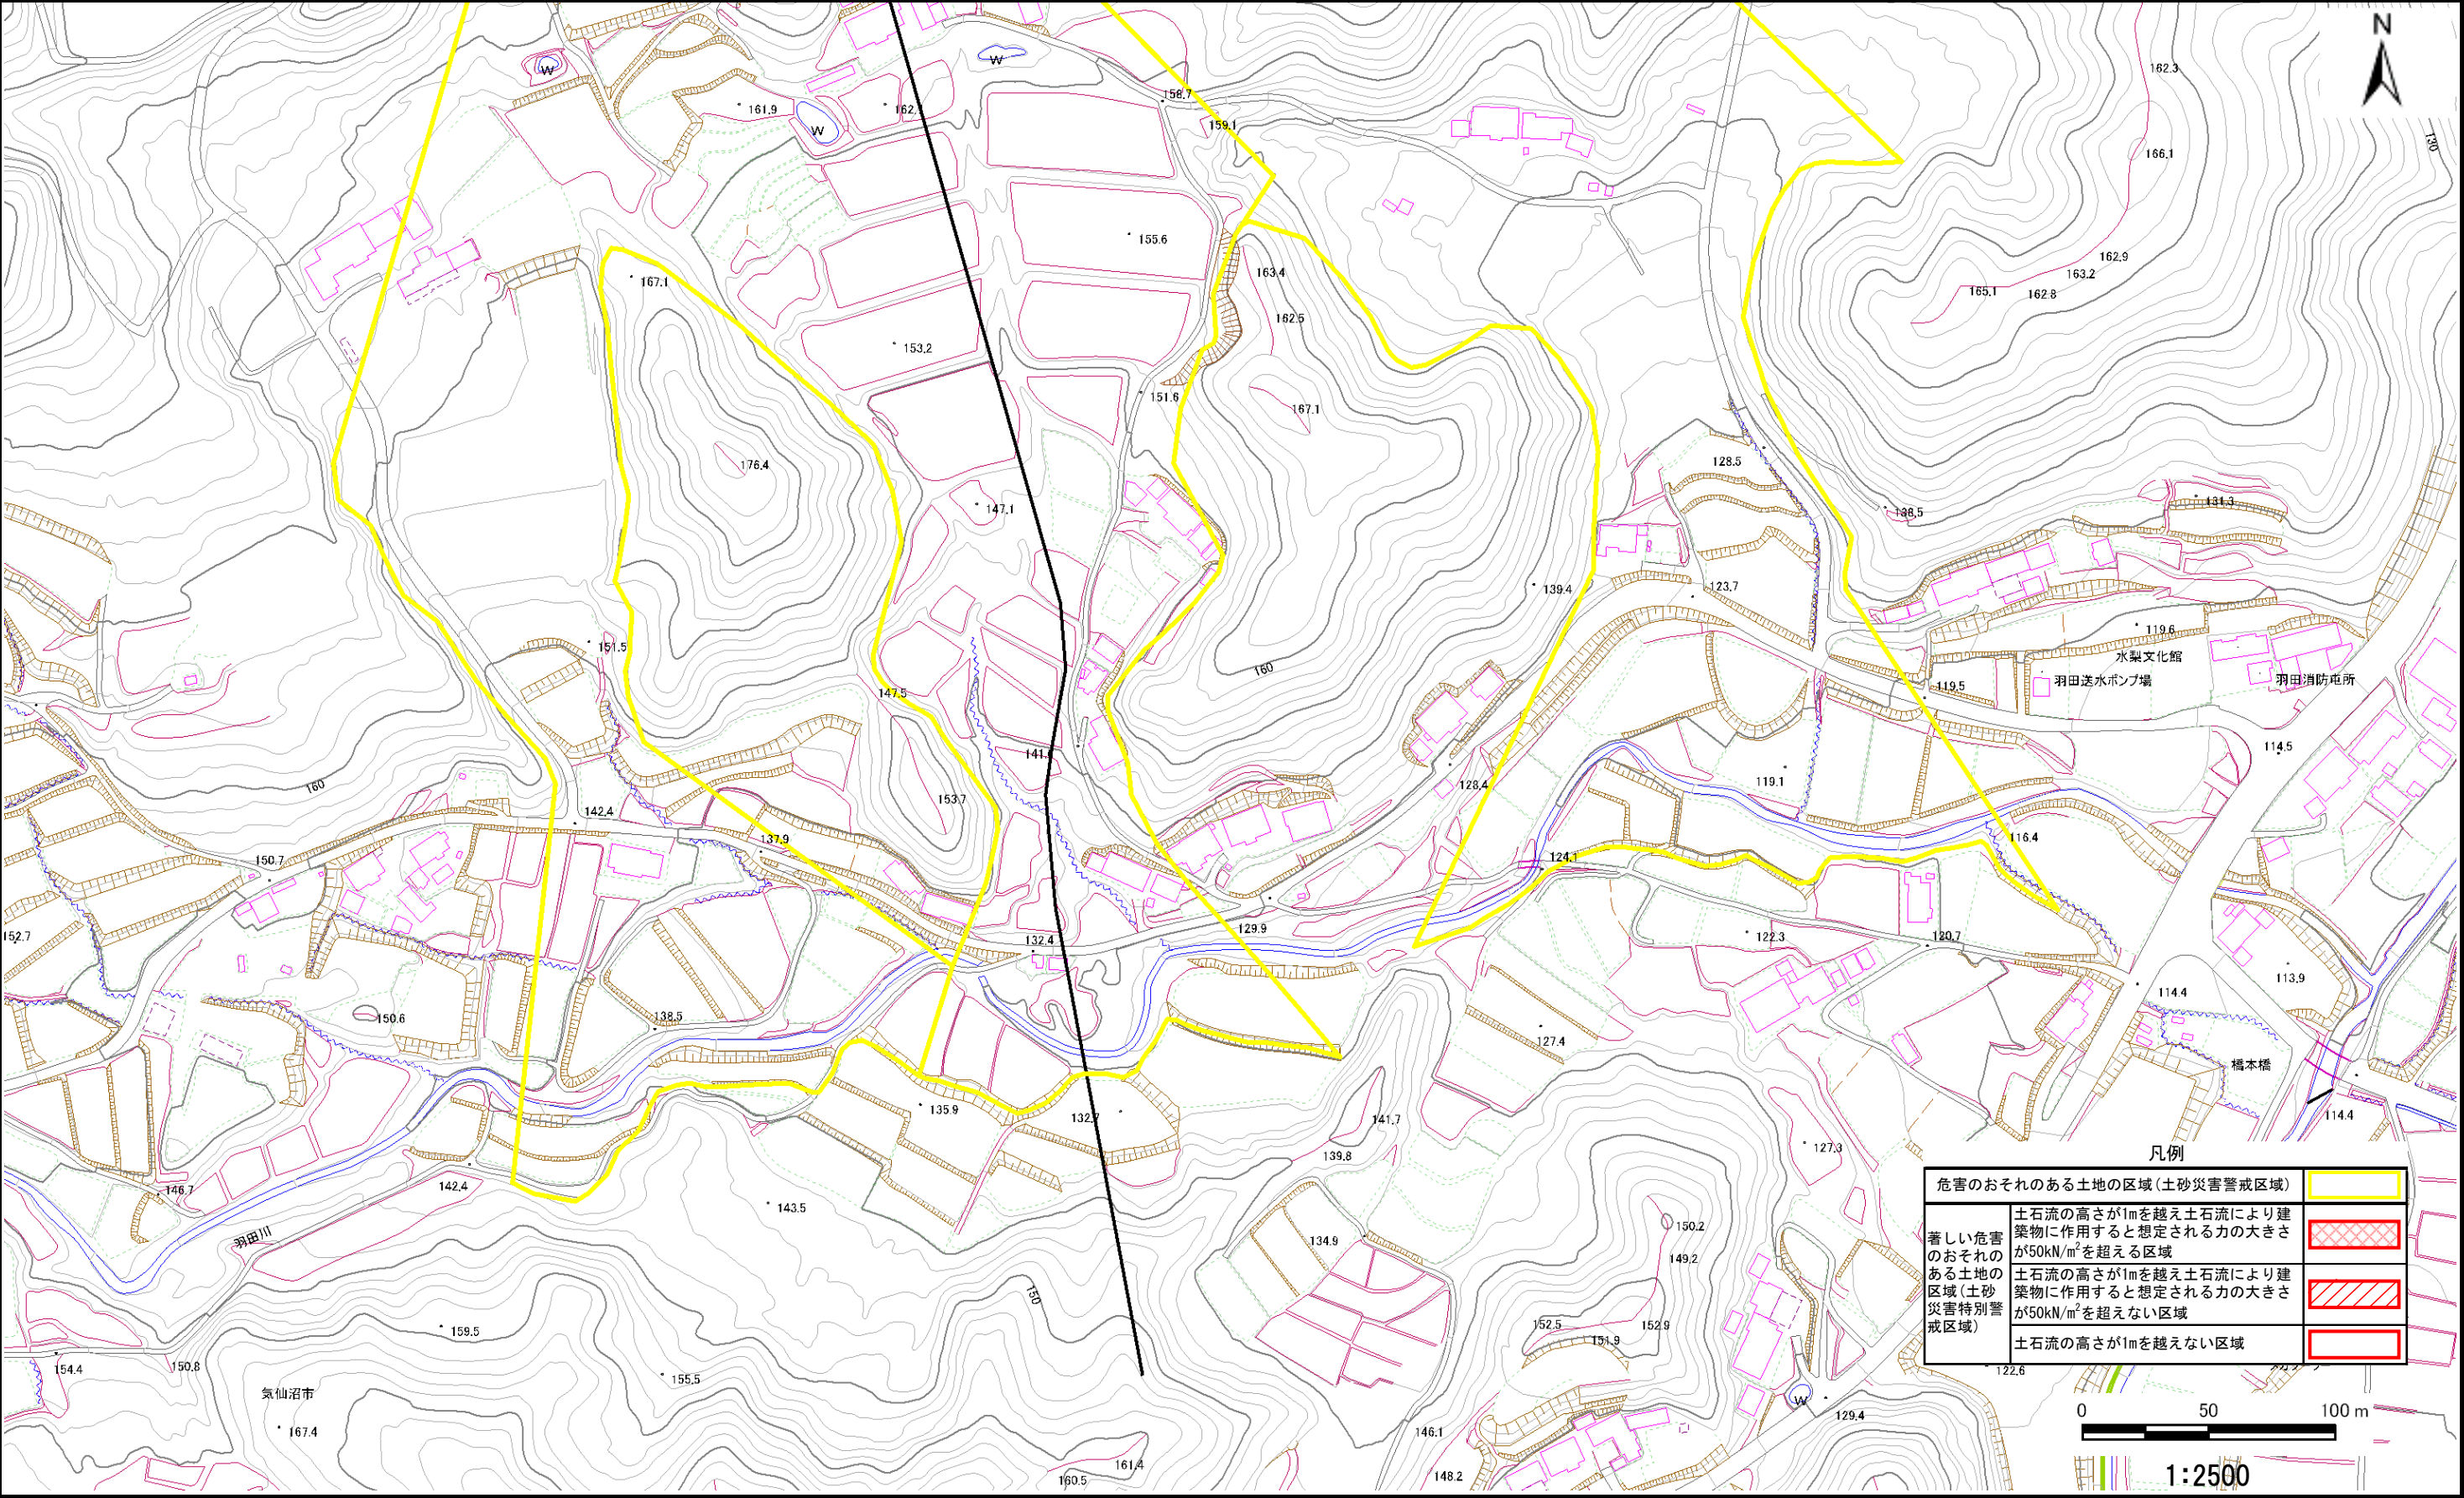 N
162.3
W
W
161.9
162.
158.7
W
159.1
130
166.1
155.6
162.9
163.2
163.4
167.1
165.1
162.8
162.5
153.2
151.6
167.1
176.4
128.5
147.1
138.5
131.3
139.4
123.7
119.6
151.5
水梨文化館
160
羽田送水ポンプ場
羽田消防屯所
147.5
119.5
141.
114.5
160
128.4
119.1
153.7
142.4
137.9
116.4
150.7
124.1
152.7
132.4
129.9
122.3
120.7
113.9
114.4
150.6
138.5
127.4
橋本橋
135.9
132.7
141.7
114.4
127.3
139.8
凡例
146.7
142.4
危害のおそれのある土地の区域(土砂災害警戒区域)
143.5
著しい危害
のおそれの
ある土地の
区域(土砂
災害特別警
戒区域)
土石流の高さが1mを越え土石流により建
築物に作用すると想定される力の大きさ
が50kN/m²を超える区域
土石流の高さが1mを越え土石流により建
築物に作用すると想定される力の大きさ
が50kN/m²を超えない区域
土石流の高さが1mを越えない区域
150.2
羽田川
134.9
149.2
150
159.5
152.5
152.9
151.9
154.4
150.8
155.5
122.6
気仙沼市
W
167.4
129.4
0 50 100 m
146.1
161.4
148.2
160.5
1:2500